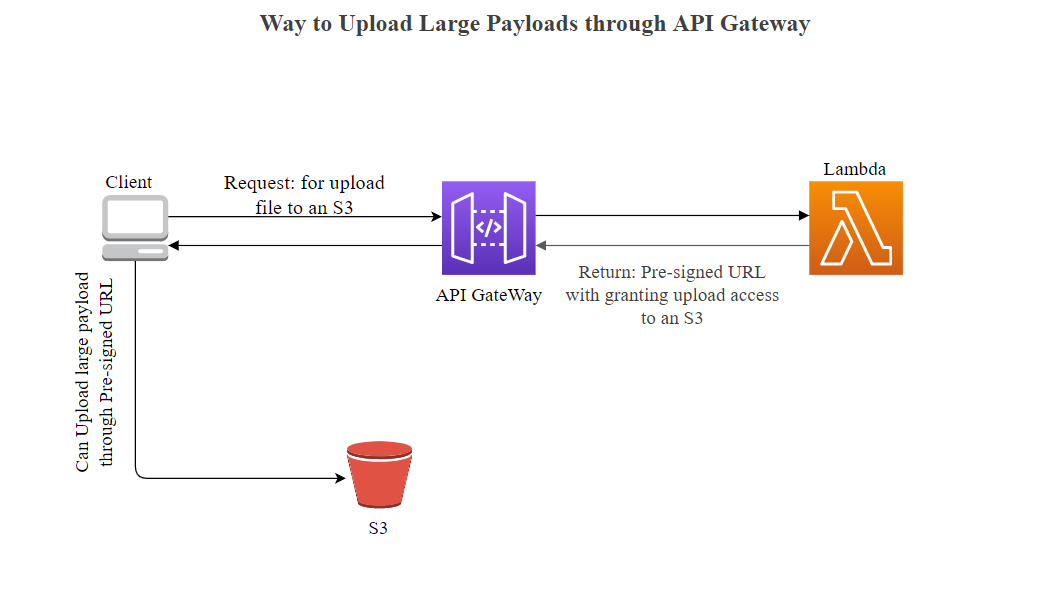 Way to Upload Large Payloads through API Gateway
Client
Request: for upload
file to an S3
Lambda
</>
API GateWay
Return: Pre-signed URL
with granting upload access
to an S3
Can Upload large payload
through Pre-signed URL
S3